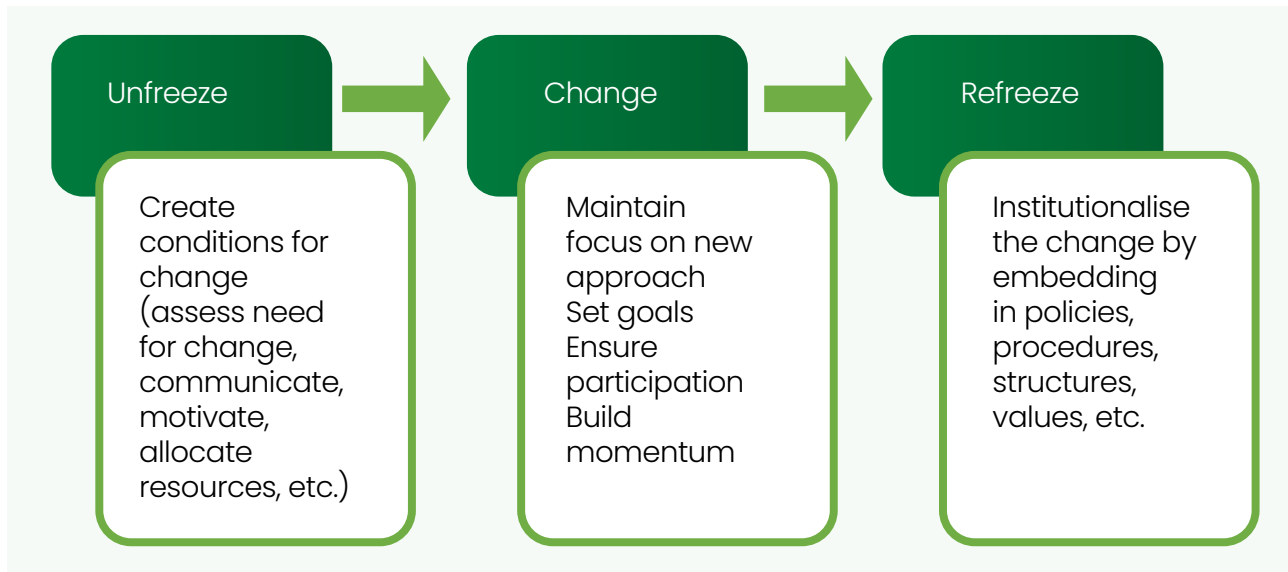 Unfreeze
Create
conditions for
change
(assess need
for change,
communicate,
motivate,
allocate
resources, etc.)
Change
Maintain
focus on new
approach
Set goals
Ensure
participation
Build
momentum
Refreeze
Institutionalise
the change by
embedding
in policies,
procedures,
structures,
values, etc.